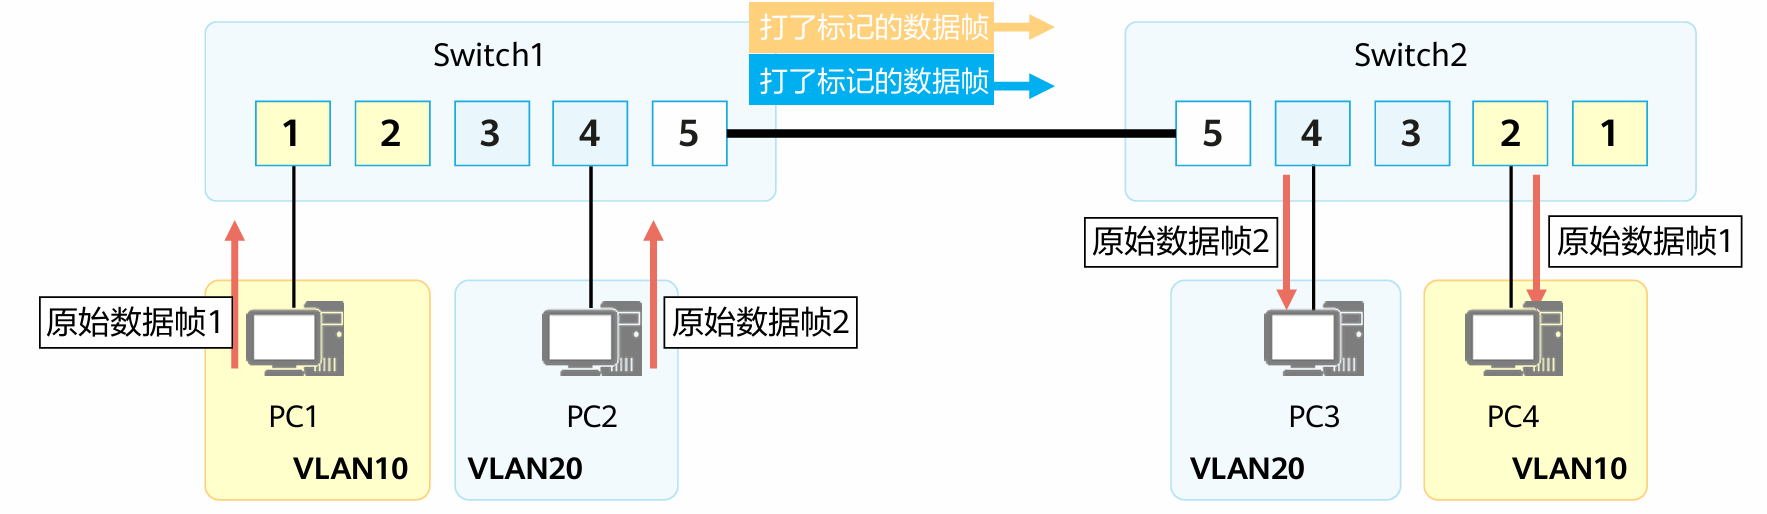 打了标记的数据帧
打了标记的数据帧
Switch1
Switch2
1 2 3 4 5
5 4 3 2 1
原始数据帧1
原始数据帧2
原始数据帧2
原始数据帧1
PC1
PC2
PC3
PC4
VLAN10
VLAN20
VLAN20
VLAN10